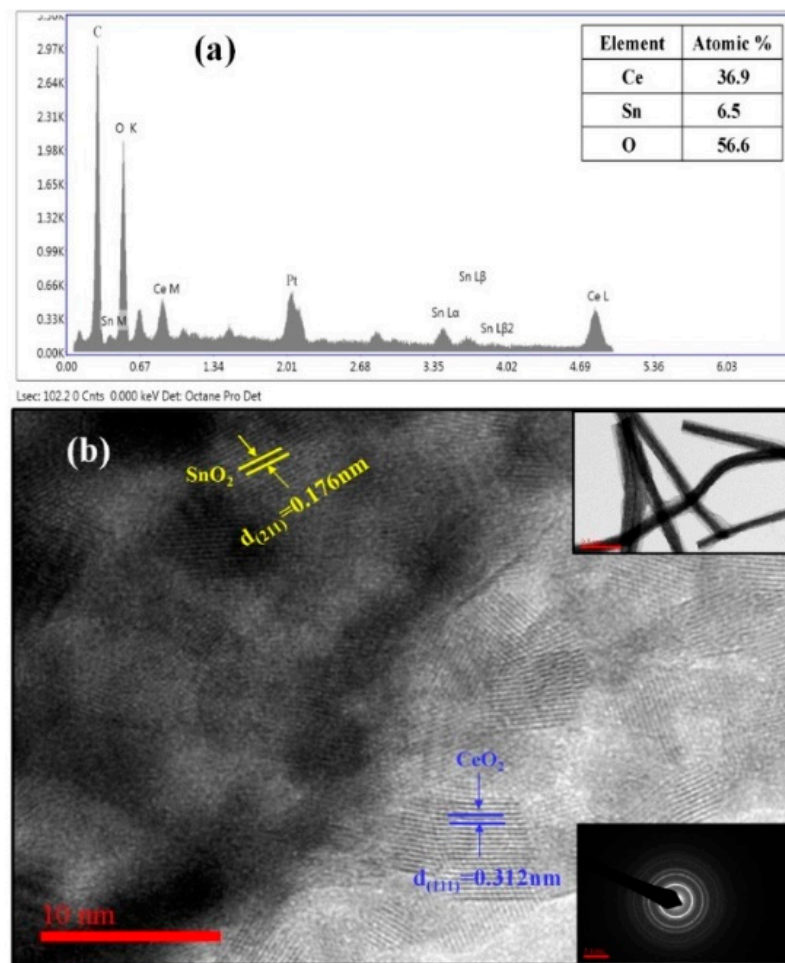 3.30K
2.97K
2.64K
2.31K
1.98K
1.65K
1.32K
0.99K
0.66K
0.33K
0.00K
C
(a)
O K
Sn M
Ce M
Pt
Sn Lα
Sn Lβ
Sn Lβ2
Ce L
Element Atomic %
Ce 36.9
Sn 6.5
O 56.6
0.00 0.67 1.34 2.01 2.68 3.35 4.02 4.69 5.36 6.03
Lsec: 102.2 0 Cnts 0.000 keV Det: Octane Pro Det
(b)
SnO₂
d₍₂₁₁₎=0.176nm
CeO₂
d₍₁₁₁₎=0.312nm
10 nm